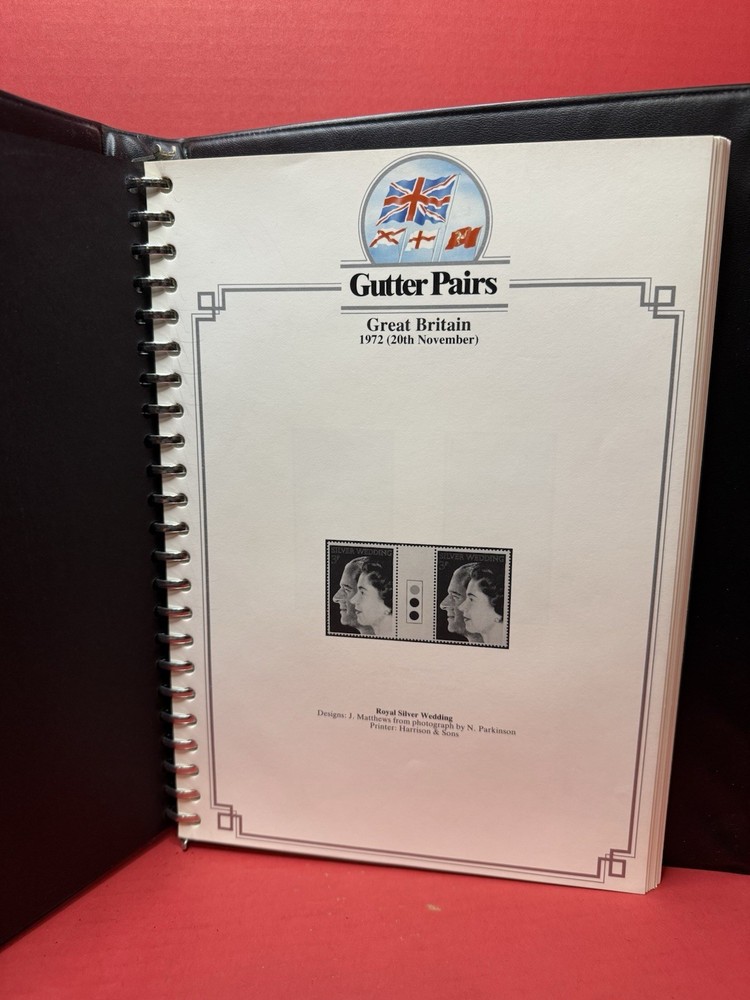 Gutter Pairs
Great Britain
1972 (20th November)
SILVER WEDDING SILVER WEDDING
Royal Silver Wedding
Designs: J. Matthews from photograph by N. Parkinson
Printer: Harrison & Sons